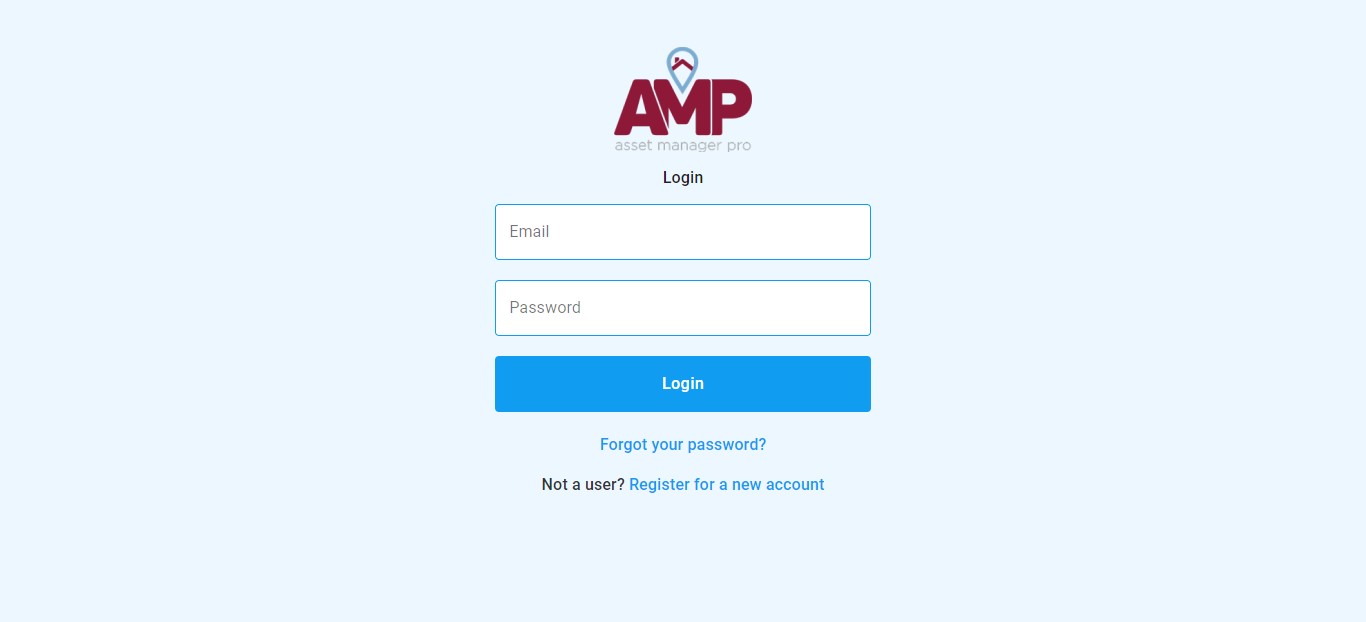 AMP
asset manager pro
Login
Email
Password
Login
Forgot your password?
Not a user? Register for a new account